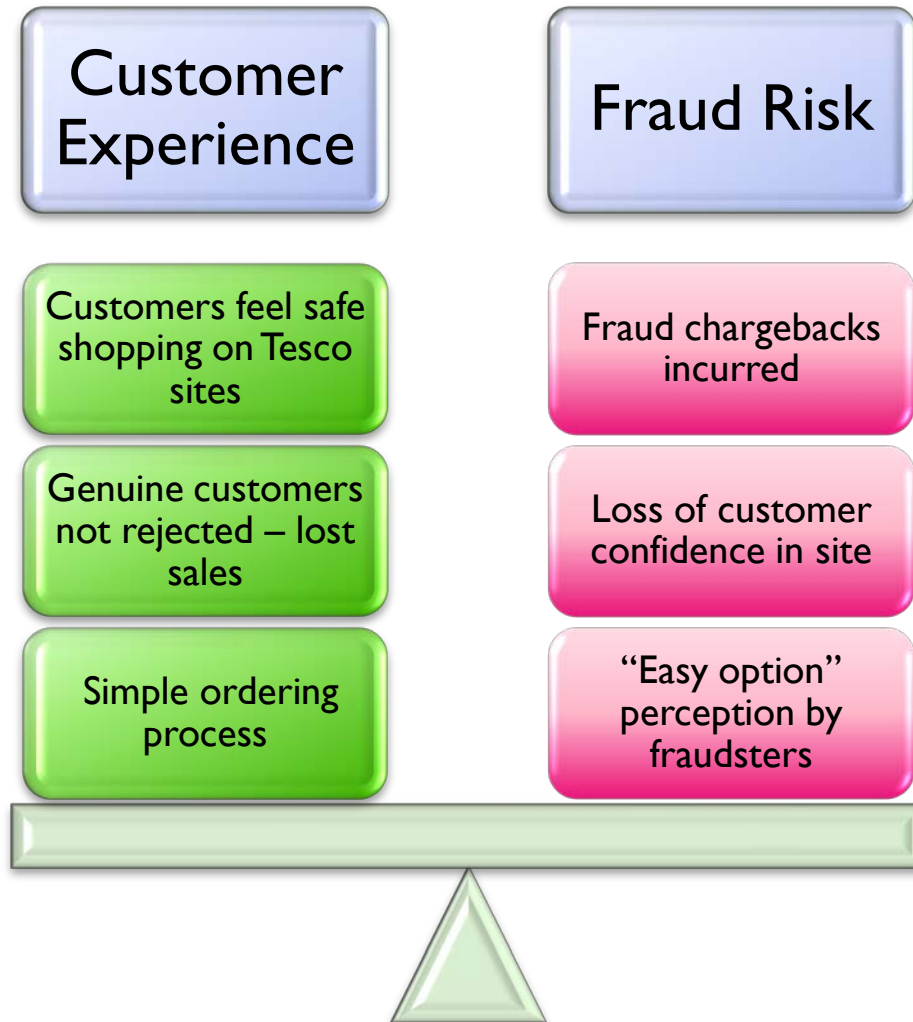 Customer
Experience
Fraud Risk
Customers feel safe
shopping on Tesco
sites
Genuine customers
not rejected – lost
sales
Simple ordering
process
Fraud chargebacks
incurred
Loss of customer
confidence in site
“Easy option”
perception by
fraudsters